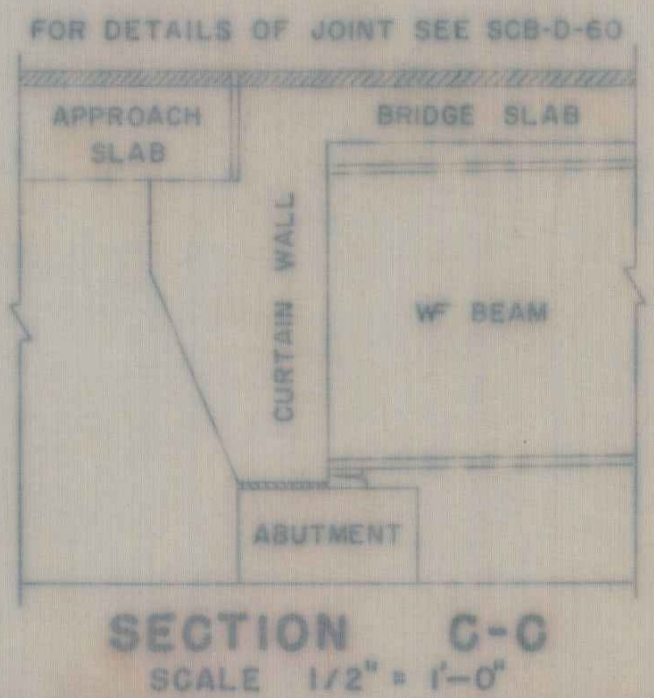 FOR DETAILS OF JOINT SEE SCB-D-60
APPROACH
SLAB
BRIDGE SLAB
CURTAIN WALL
WF BEAM
ABUTMENT
SECTION C-C
SCALE 1/2" = 1'-0"